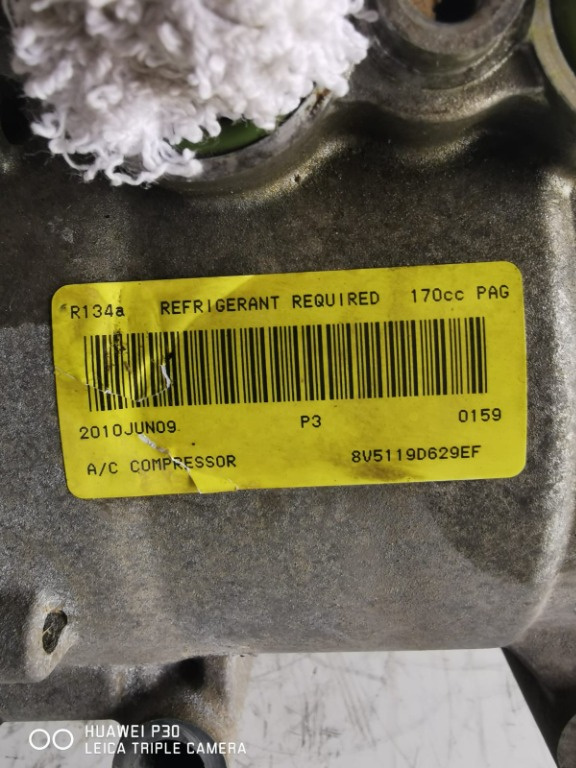 R134a REFRIGERANT REQUIRED 170cc PAG
2010JUN09 P3 0159
A/C COMPRESSOR 8V5119D629EF
HUAWEI P30
LEICA TRIPLE CAMERA